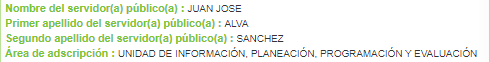 Nombre del servidor(a) público(a) : JUAN JOSE
Primer apellido del servidor(a) público(a) : ALVA
Segundo apellido del servidor(a) público(a) : SANCHEZ
Área de adscripción : UNIDAD DE INFORMACIÓN, PLANEACIÓN, PROGRAMACIÓN Y EVALUACIÓN